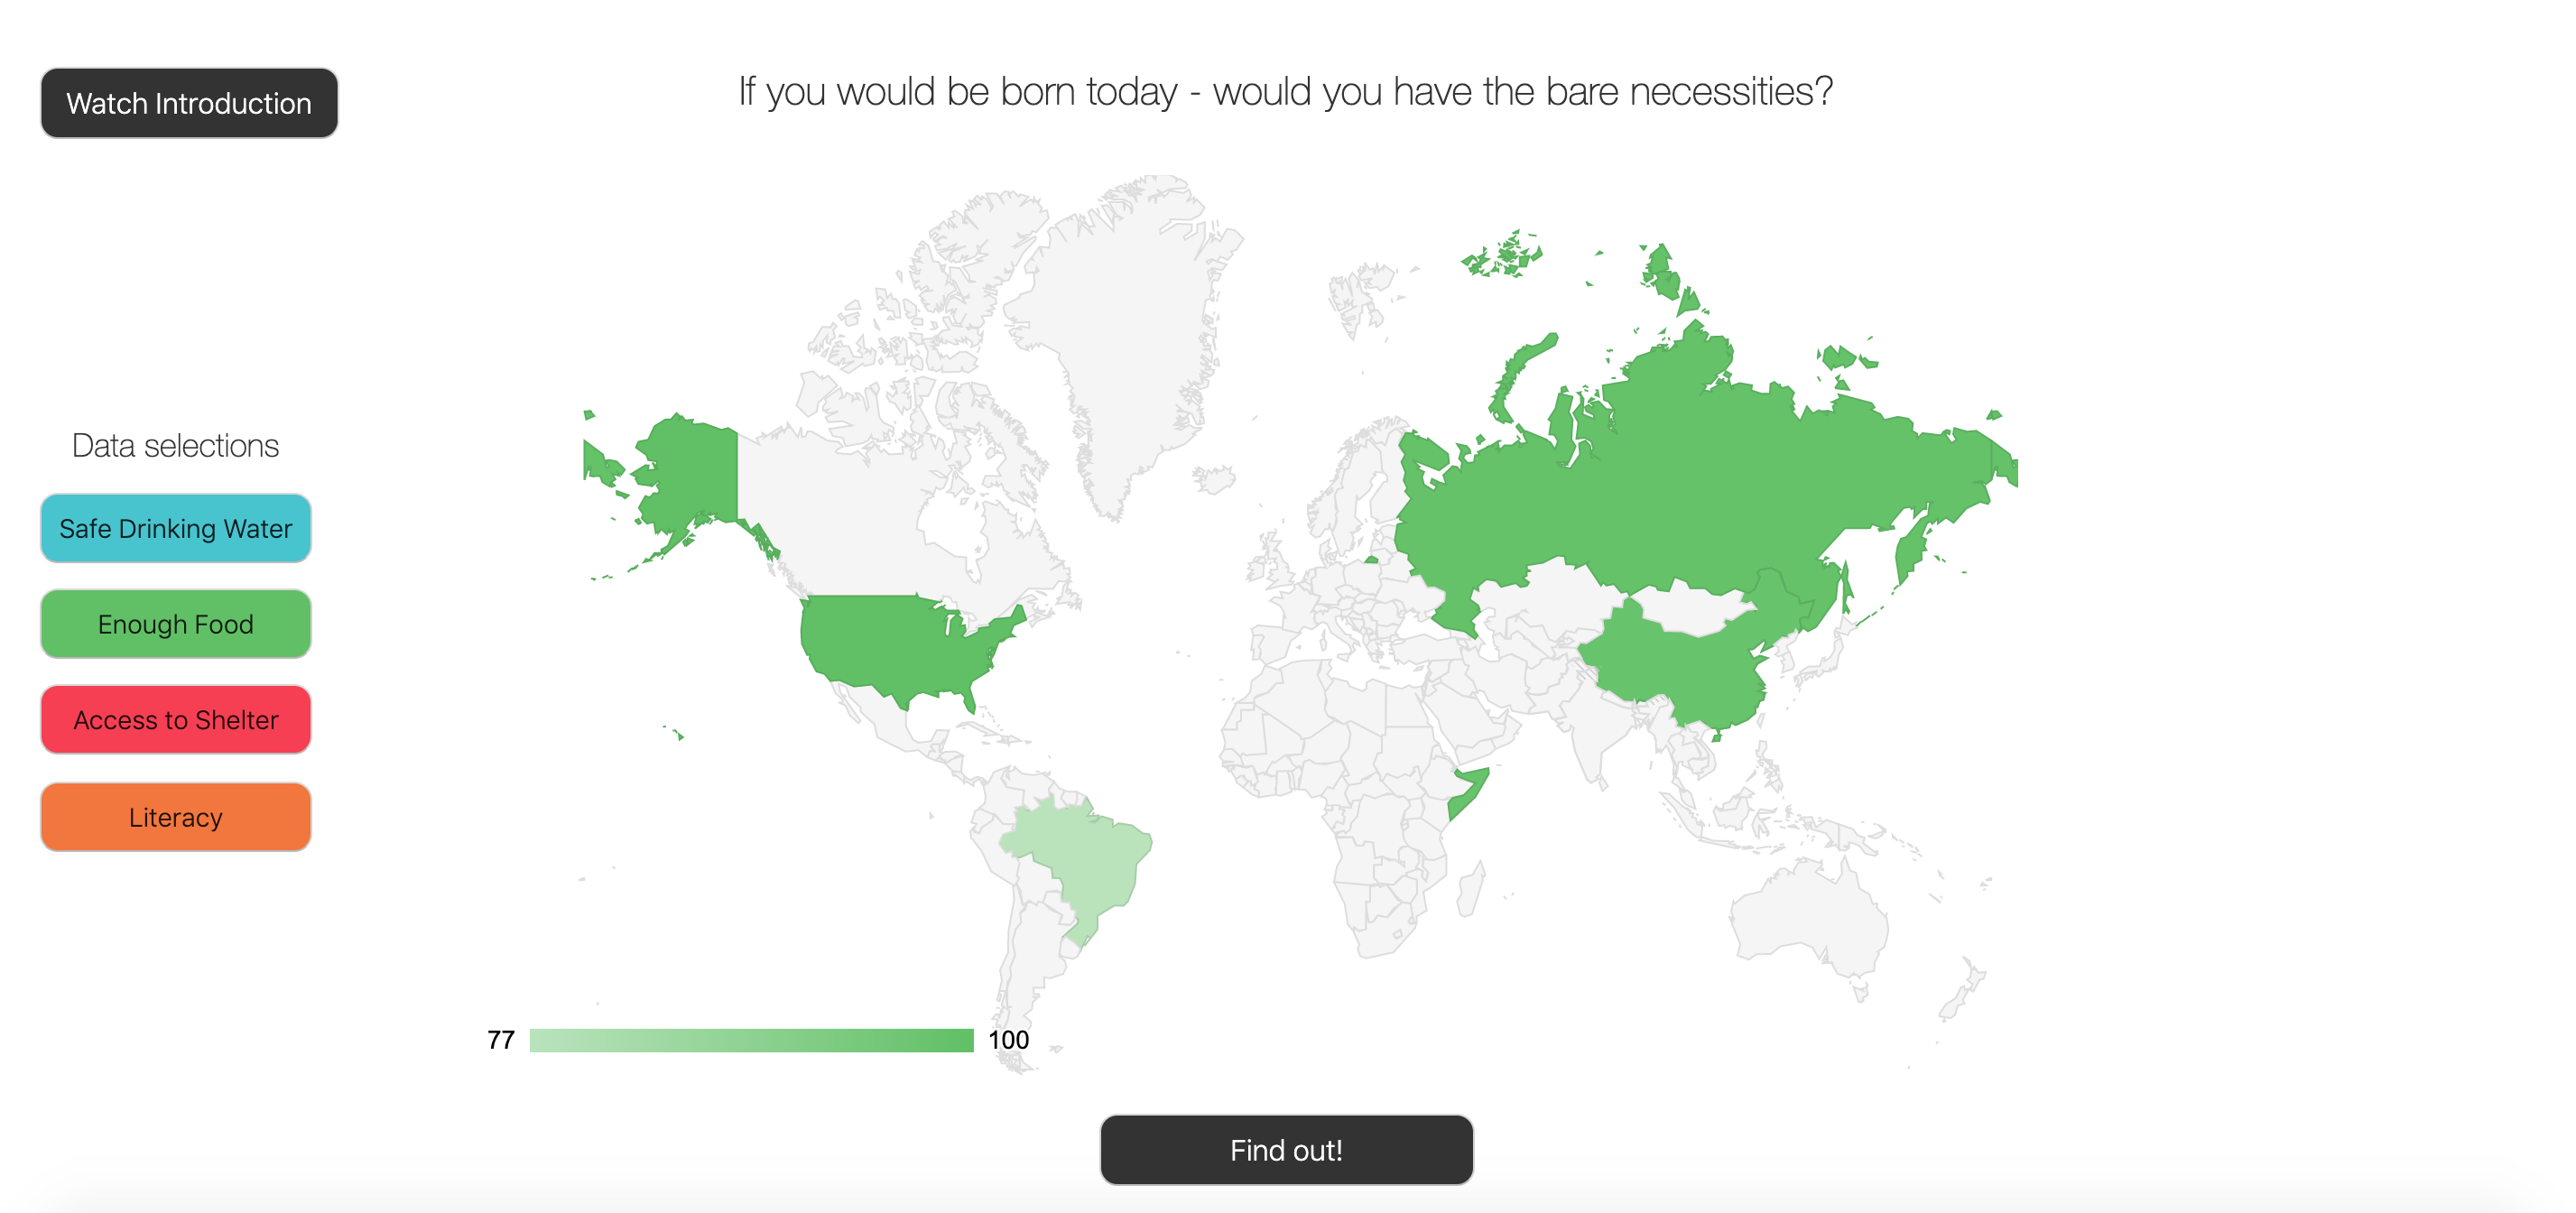 Watch Introduction
If you would be born today - would you have the bare necessities?
Data selections
Safe Drinking Water
Enough Food
Access to Shelter
Literacy
77
100
Find out!